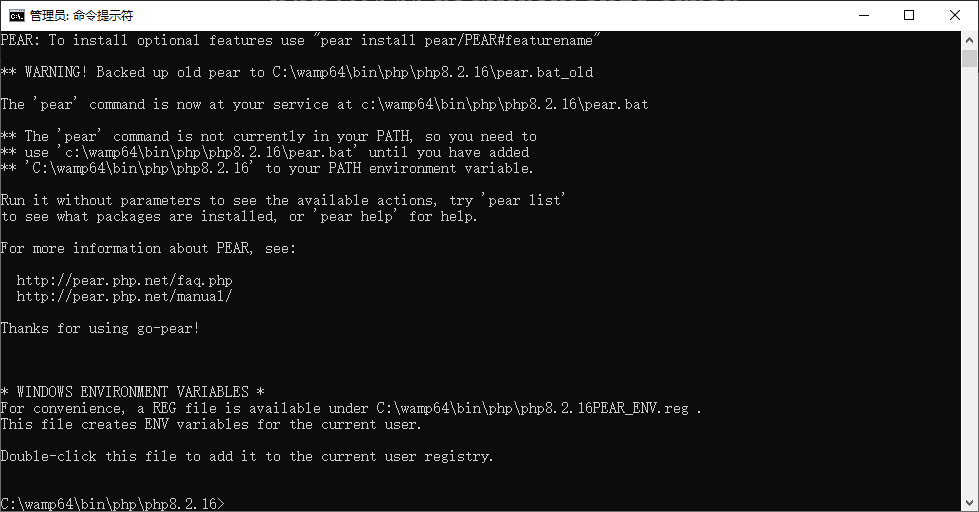 管理员: 命令提示符
PEAR: To install optional features use "pear install pear/PEAR#featurename"
** WARNING! Backed up old pear to C:\wamp64\bin\php\php8.2.16\pear.bat_old
The 'pear' command is now at your service at c:\wamp64\bin\php\php8.2.16\pear.bat
** The 'pear' command is not currently in your PATH, so you need to
** use 'c:\wamp64\bin\php\php8.2.16\pear.bat' until you have added
** 'C:\wamp64\bin\php\php8.2.16' to your PATH environment variable.
Run it without parameters to see the available actions, try 'pear list'
to see what packages are installed, or 'pear help' for help.
For more information about PEAR, see:
http://pear.php.net/faq.php
http://pear.php.net/manual/
Thanks for using go-pear!
* WINDOWS ENVIRONMENT VARIABLES *
For convenience, a REG file is available under C:\wamp64\bin\php\php8.2.16PEAR_ENV.reg .
This file creates ENV variables for the current user.
Double-click this file to add it to the current user registry.
C:\wamp64\bin\php\php8.2.16>